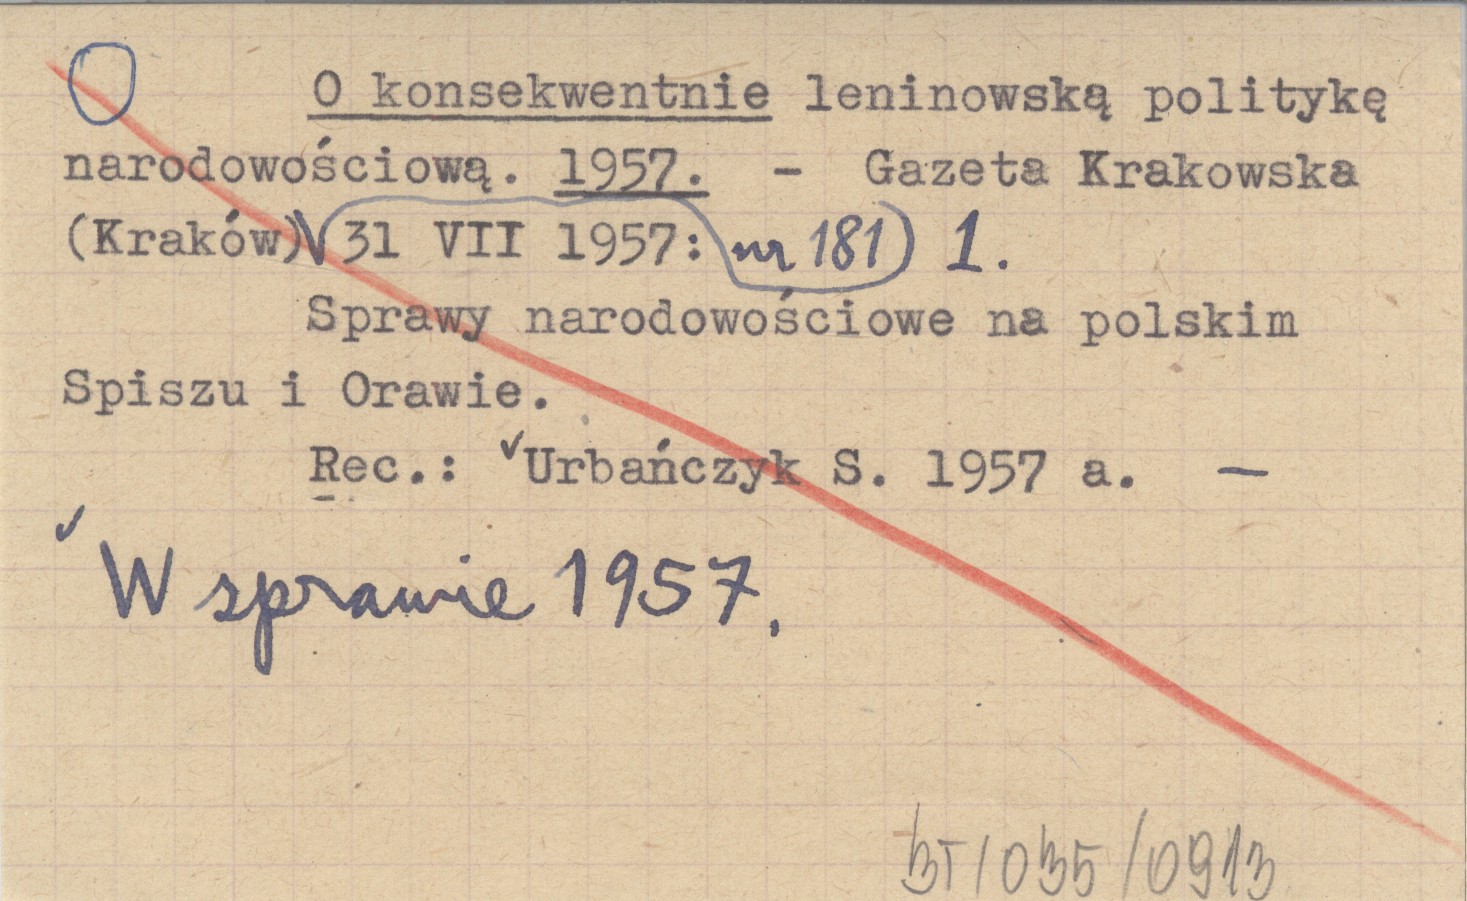 O konsekwentnie leninowską politykę
narodowościową. 1957. - Gazeta Krakowska
(Kraków) 31 VII 1957: nr 181) 1.
Sprawy narodowościowe na polskim
Spiszu i Orawie.
Rec.: Urbańczyk S. 1957 a. —
W sprawie 1957.
BT/035/0913